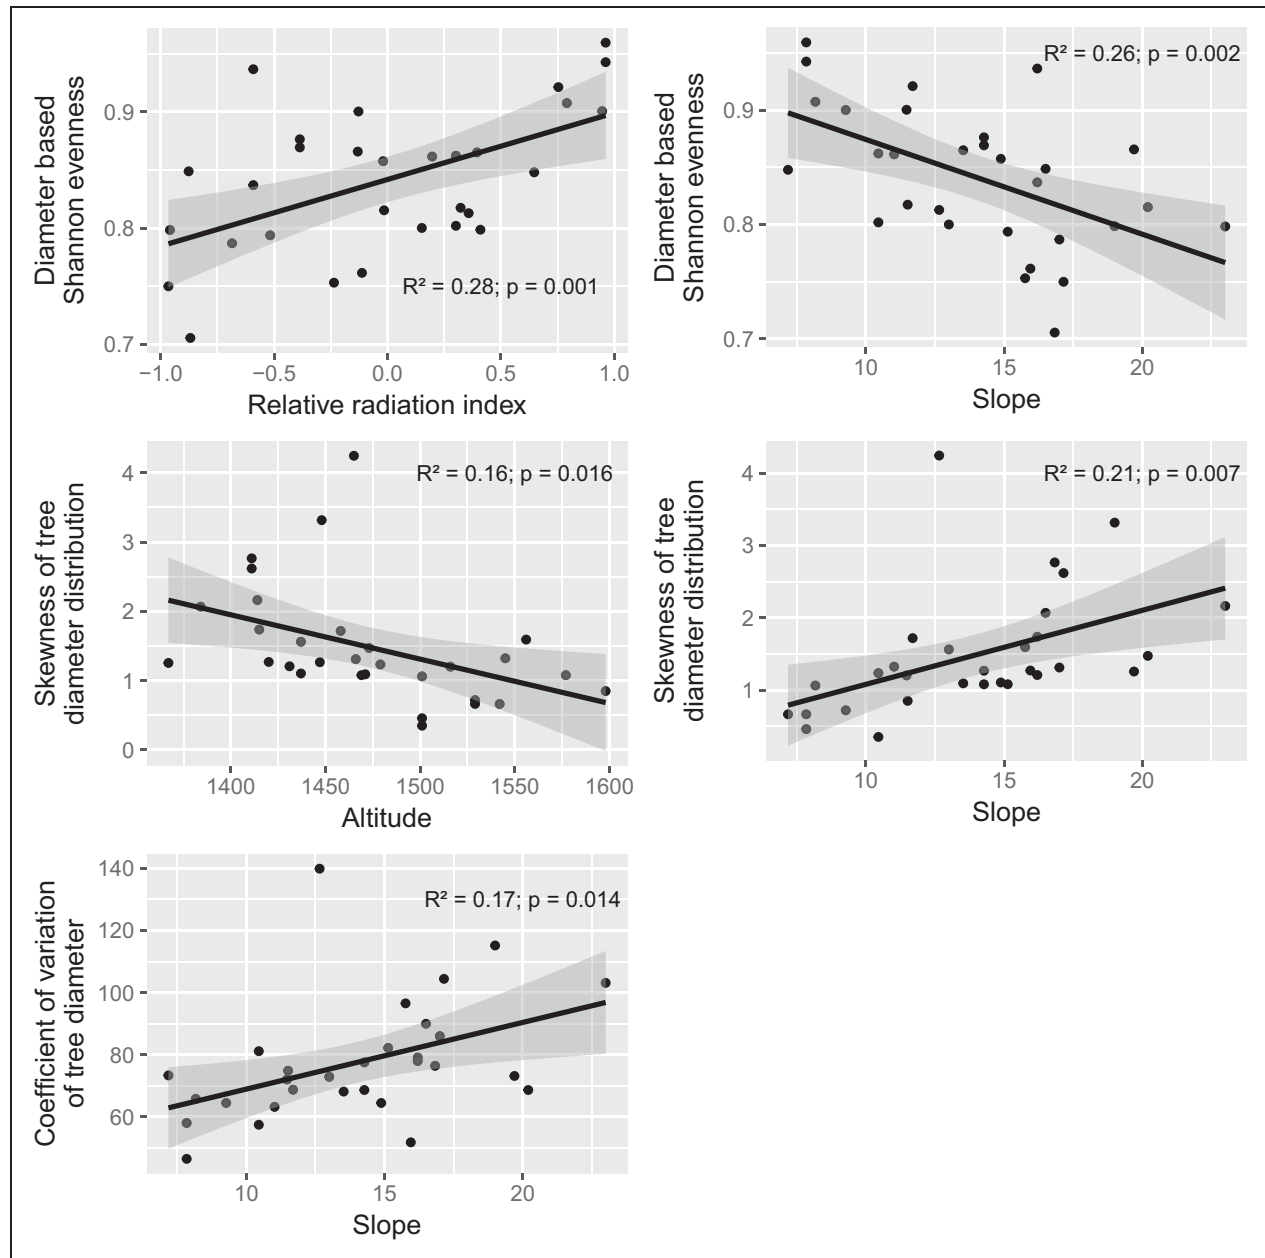 Diameter based
Shannon evenness
0.9
0.8
0.7
R² = 0.28; p = 0.001
−1.0
−0.5
0.0
0.5
1.0
Relative radiation index
Diameter based
Shannon evenness
0.9
0.8
0.7
R² = 0.26; p = 0.002
10
15
20
Slope
Skewness of tree
diameter distribution
4
3
2
1
0
R² = 0.16; p = 0.016
1400
1450
1500
1550
1600
Altitude
Skewness of tree
diameter distribution
4
3
2
1
R² = 0.21; p = 0.007
10
15
20
Slope
Coefficient of variation
of tree diameter
140
120
100
80
60
R² = 0.17; p = 0.014
10
15
20
Slope